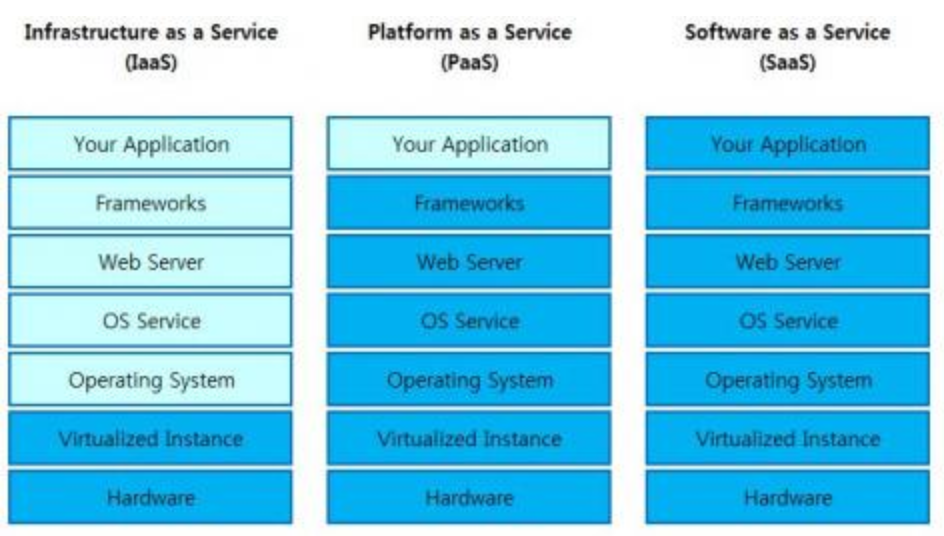 Infrastructure as a Service
(IaaS)
Your Application
Frameworks
Web Server
OS Service
Operating System
Virtualized Instance
Hardware
Platform as a Service
(PaaS)
Your Application
Frameworks
Web Server
OS Service
Operating System
Virtualized Instance
Hardware
Software as a Service
(SaaS)
Your Application
Frameworks
Web Server
OS Service
Operating System
Virtualized Instance
Hardware